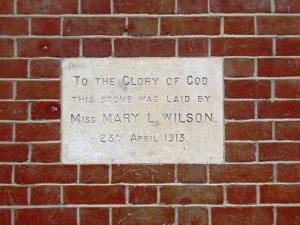 TO THE GLORY OF GOD
THIS STONE WAS LAID BY
MISS MARY L. WILSON.
23RD APRIL 1913.